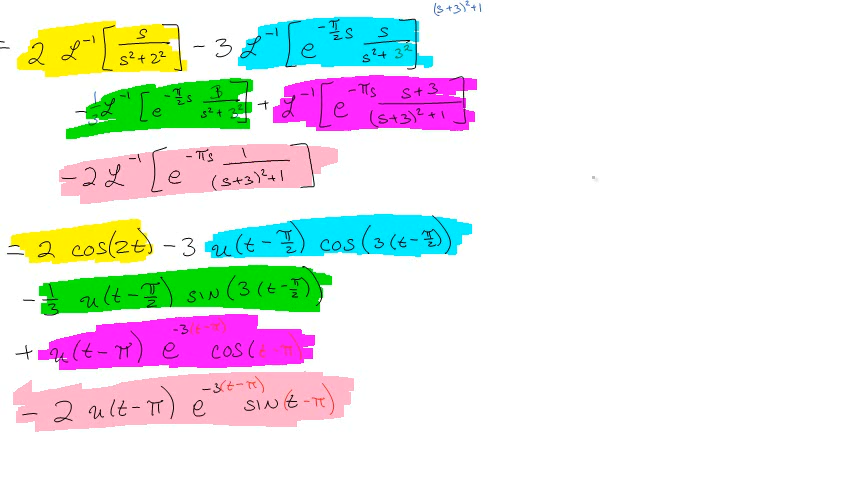 (s+3)²+1
= 2 ℒ⁻¹[s/(s²+2²)] - 3 ℒ⁻¹[e^(-π/2 s) s/(s²+3²)]
- 1/3 ℒ⁻¹[e^(-π/2 s) 3/(s²+3²)] + ℒ⁻¹[e^(-πs) (s+3)/((s+3)²+1)]
- 2 ℒ⁻¹[e^(-πs) 1/((s+3)²+1)]
= 2 cos(2t) - 3 u(t-π/2) cos(3(t-π/2))
- 1/3 u(t-π/2) sin(3(t-π/2))
+ u(t-π) e^(-3(t-π)) cos(t-π)
- 2 u(t-π) e^(-3(t-π)) sin(t-π)